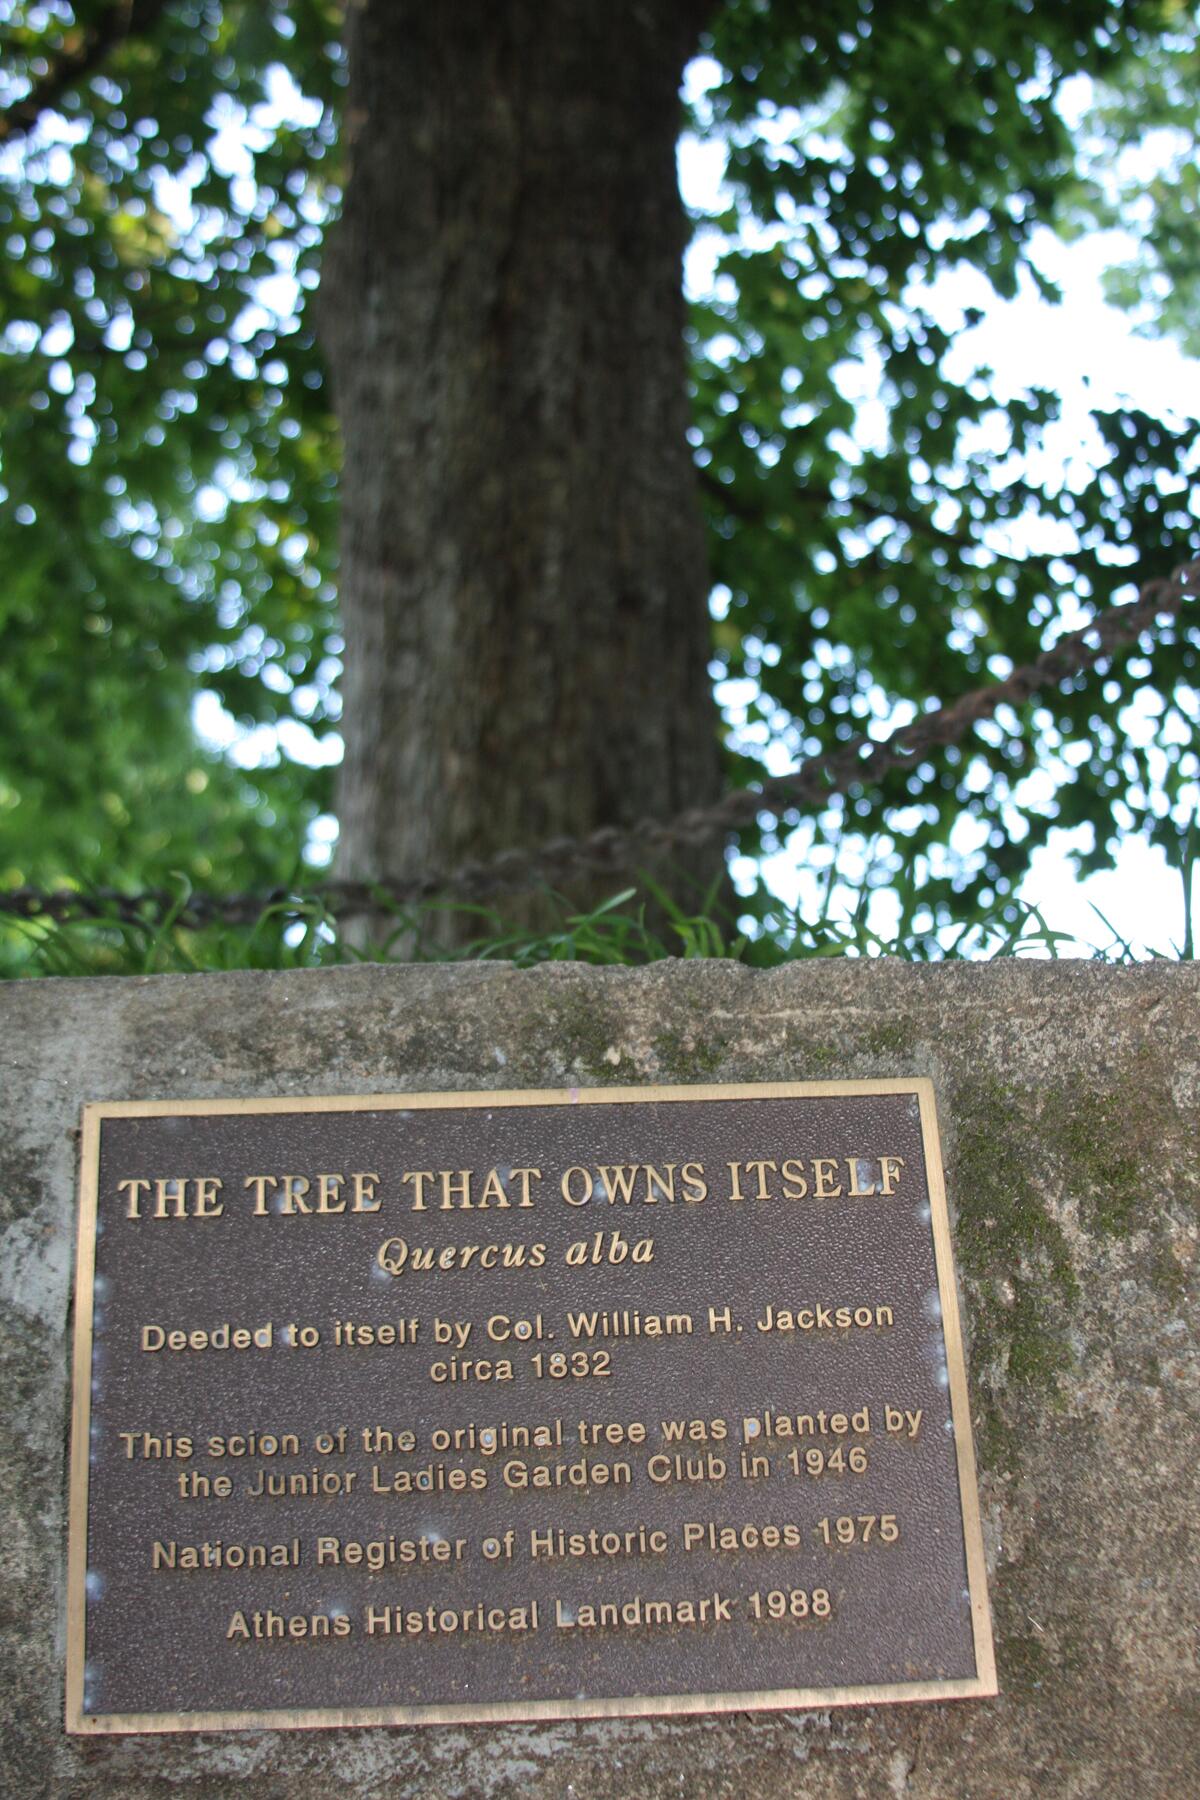 THE TREE THAT OWNS ITSELF
Quercus alba
Deeded to itself by Col. William H. Jackson
circa 1832
This scion of the original tree was planted by
the Junior Ladies Garden Club in 1946
National Register of Historic Places 1975
Athens Historical Landmark 1988